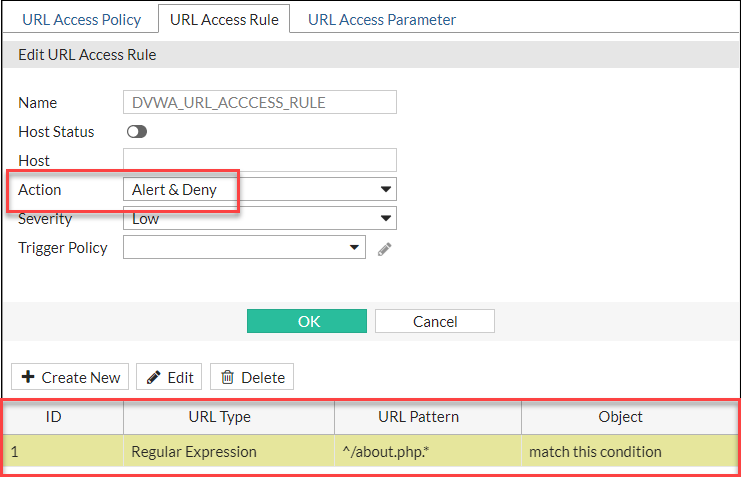 URL Access Policy URL Access Rule URL Access Parameter
Edit URL Access Rule
Name DVWA_URL_ACCCESS_RULE
Host Status
Host
Action Alert & Deny
Severity Low
Trigger Policy
OK Cancel
Create New Edit Delete
ID URL Type URL Pattern Object
1 Regular Expression ^/about.php.* match this condition